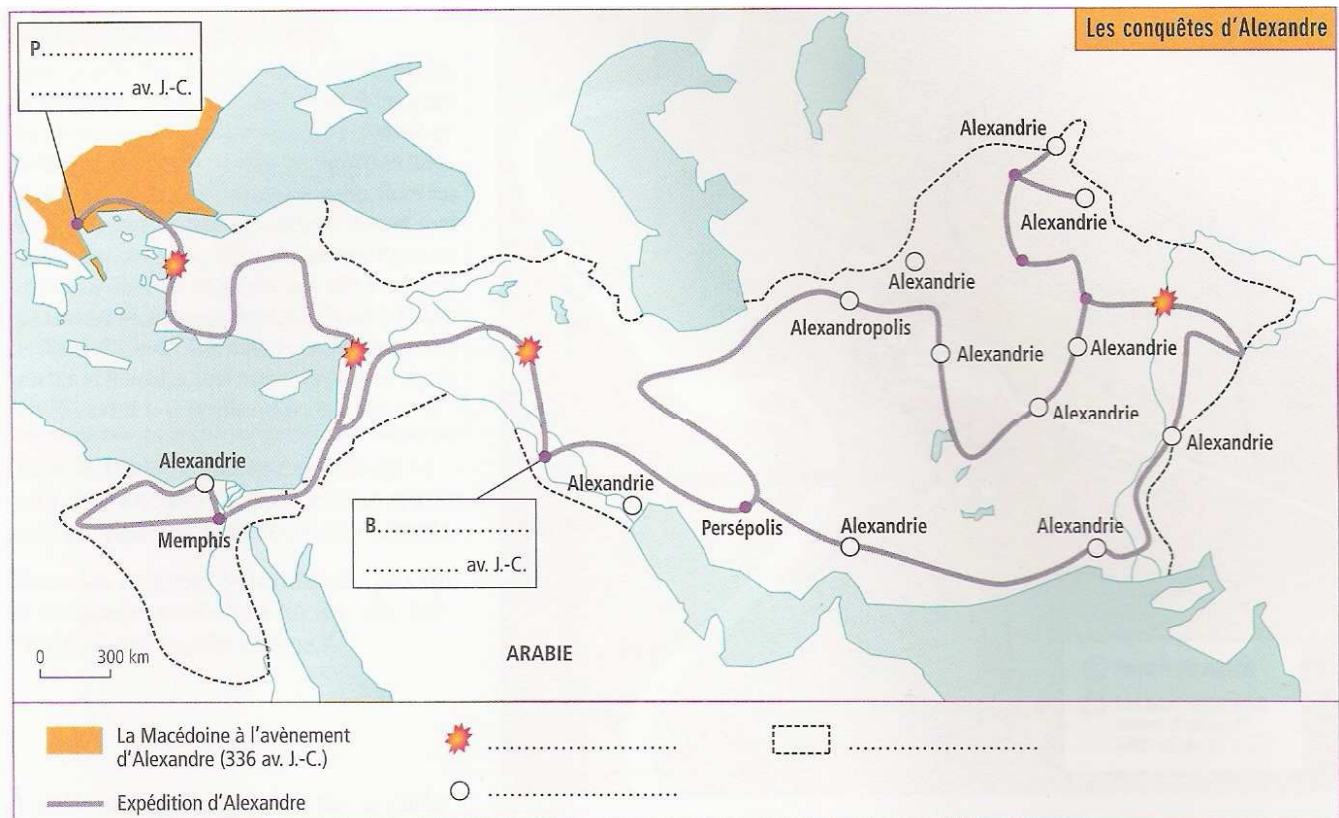 Les conquêtes d'Alexandre
P......................
............. av. J.-C.
Alexandrie
Alexandrie
Alexandrie
Alexandropolis
Alexandrie
Alexandrie
Alexandrie
Alexandrie
Alexandrie
Memphis
Alexandrie
B......................
............. av. J.-C.
Persépolis
Alexandrie
Alexandrie
ARABIE
0 300 km
La Macédoine à l'avènement
d'Alexandre (336 av. J.-C.)
Expédition d'Alexandre
............................
............................
............................